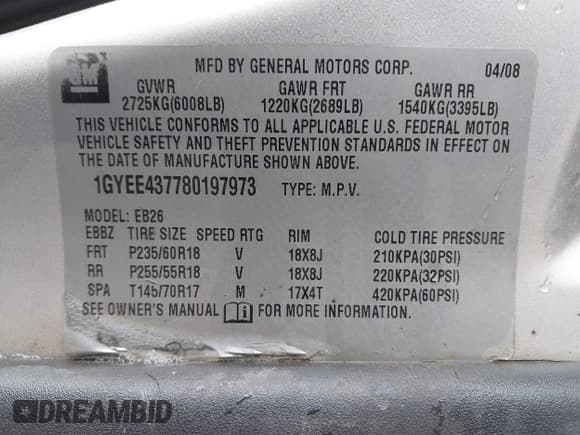 GM
MFD BY GENERAL MOTORS CORP. 04/08
GVWR GAWR FRT GAWR RR
2725KG(6008LB) 1220KG(2689LB) 1540KG(3395LB)
THIS VEHICLE CONFORMS TO ALL APPLICABLE U.S. FEDERAL MOTOR
VEHICLE SAFETY AND THEFT PREVENTION STANDARDS IN EFFECT ON
THE DATE OF MANUFACTURE SHOWN ABOVE.
1GYEE437780197973 TYPE: M.P.V.
MODEL: EB26
EBBZ TIRE SIZE SPEED RTG RIM COLD TIRE PRESSURE
FRT P235/60R18 V 18X8J 210KPA(30PSI)
RR P255/55R18 V 18X8J 220KPA(32PSI)
SPA T145/70R17 M 17X4T 420KPA(60PSI)
SEE OWNER'S MANUAL i FOR MORE INFORMATION.
DREAMBID